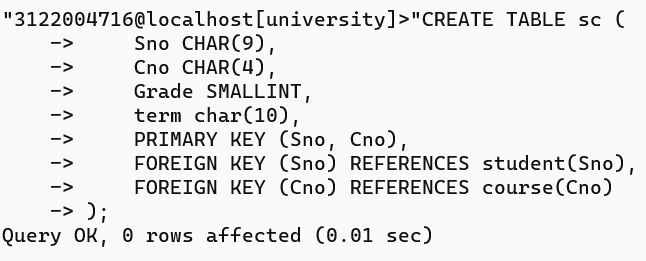 "3122004716@localhost[university]>"CREATE TABLE sc (
    ->     Sno CHAR(9),
    ->     Cno CHAR(4),
    ->     Grade SMALLINT,
    ->     term char(10),
    ->     PRIMARY KEY (Sno, Cno),
    ->     FOREIGN KEY (Sno) REFERENCES student(Sno),
    ->     FOREIGN KEY (Cno) REFERENCES course(Cno)
    -> );
Query OK, 0 rows affected (0.01 sec)